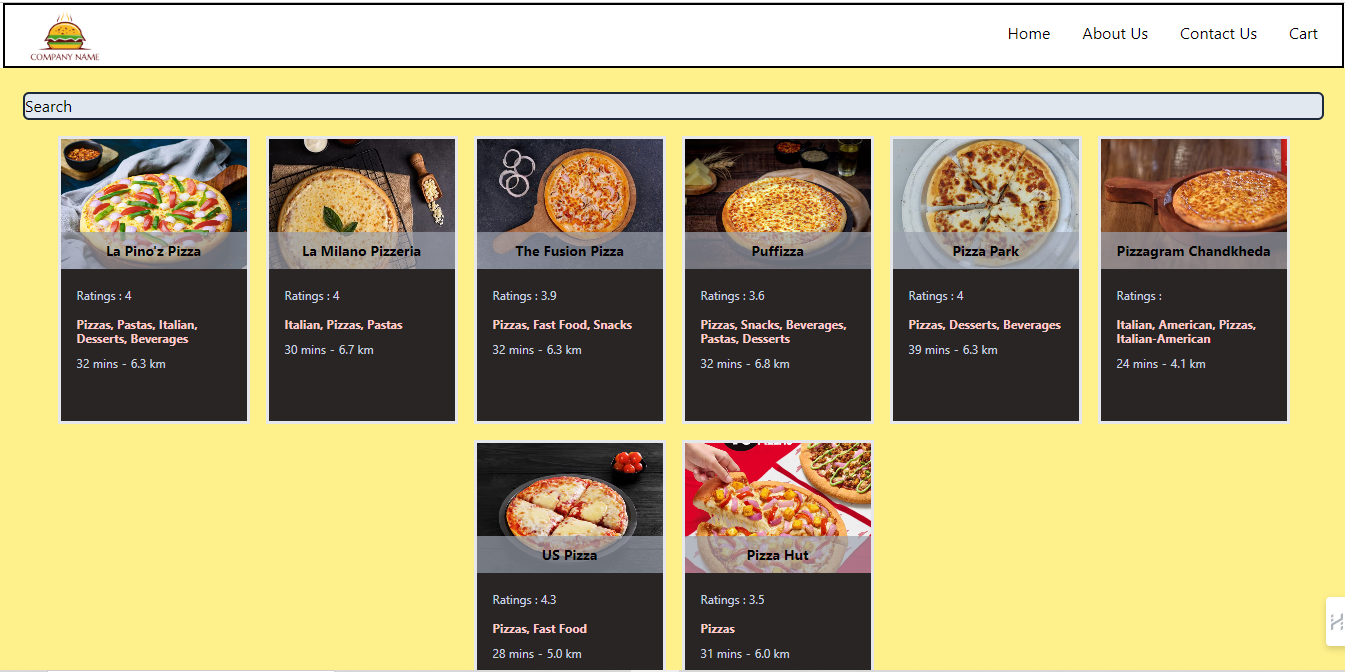 COMPANY NAME
Home
About Us
Contact Us
Cart
Search
La Pino'z Pizza
Ratings : 4
Pizzas, Pastas, Italian,
Desserts, Beverages
32 mins - 6.3 km
La Milano Pizzeria
Ratings : 4
Italian, Pizzas, Pastas
30 mins - 6.7 km
The Fusion Pizza
Ratings : 3.9
Pizzas, Fast Food, Snacks
32 mins - 6.3 km
Puffizza
Ratings : 3.6
Pizzas, Snacks, Beverages,
Pastas, Desserts
32 mins - 6.8 km
Pizza Park
Ratings : 4
Pizzas, Desserts, Beverages
39 mins - 6.3 km
Pizzagram Chandkheda
Ratings :
Italian, American, Pizzas,
Italian-American
24 mins - 4.1 km
US Pizza
Ratings : 4.3
Pizzas, Fast Food
28 mins - 5.0 km
Pizza Hut
Ratings : 3.5
Pizzas
31 mins - 6.0 km